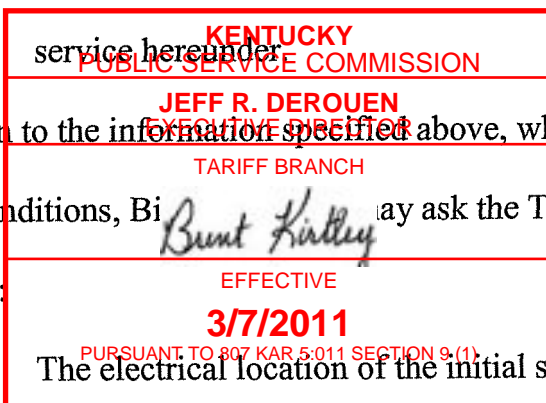 service hereunder.
KENTUCKY
PUBLIC SERVICE COMMISSION
JEFF R. DEROUEN
EXECUTIVE DIRECTOR
n to the information specified above, wh
TARIFF BRANCH
nditions, Bi
Brent Kirtley
ay ask the T
EFFECTIVE
:
3/7/2011
PURSUANT TO 807 KAR 5:011 SECTION 9 (1)
The electrical location of the initial s